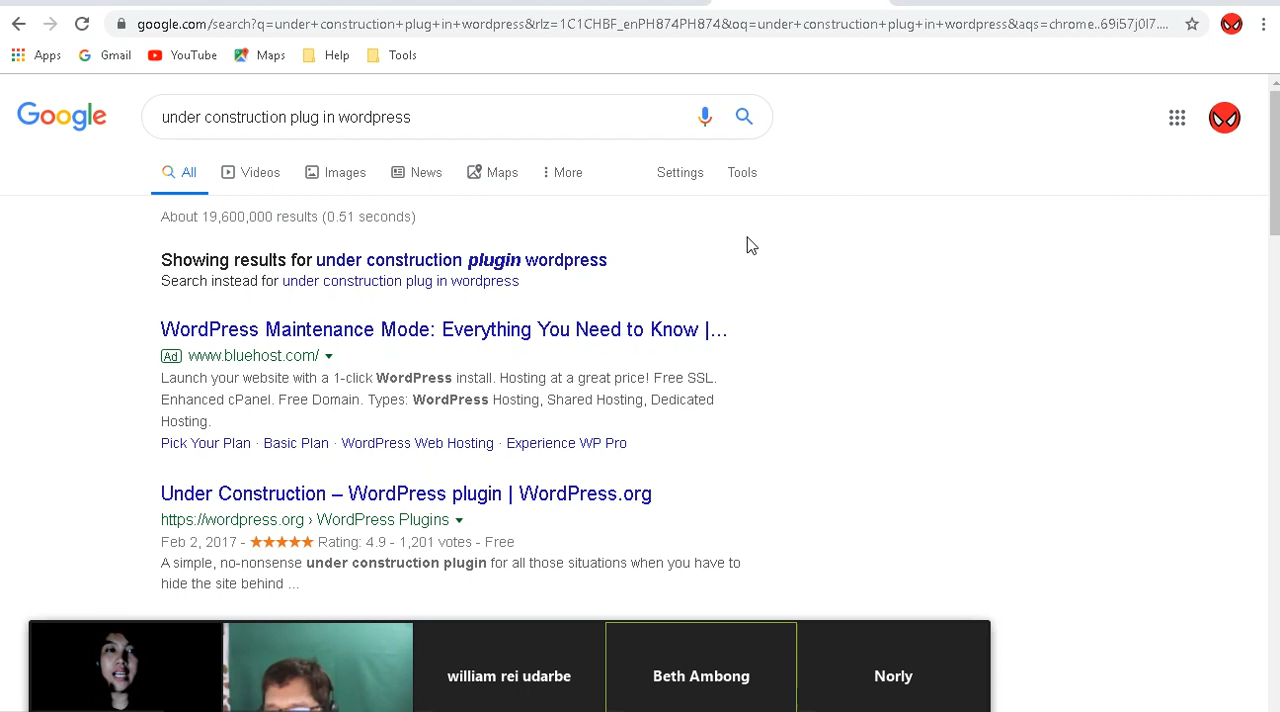 google.com/search?q=under+construction+plug+in+wordpress&rlz=1C1CHBF_enPH874PH874&oq=under+construction+plug+in+wordpress&aqs=chrome..69i57j0l7....
Apps Gmail YouTube Maps Help Tools
Google under construction plug in wordpress
All Videos Images News Maps More Settings Tools
About 19,600,000 results (0.51 seconds)
Showing results for under construction plugin wordpress
Search instead for under construction plug in wordpress
WordPress Maintenance Mode: Everything You Need to Know |...
Ad www.bluehost.com/
Launch your website with a 1-click WordPress install. Hosting at a great price! Free SSL.
Enhanced cPanel. Free Domain. Types: WordPress Hosting, Shared Hosting, Dedicated
Hosting.
Pick Your Plan · Basic Plan · WordPress Web Hosting · Experience WP Pro
Under Construction – WordPress plugin | WordPress.org
https://wordpress.org › WordPress Plugins
Feb 2, 2017 - ★★★★★ Rating: 4.9 - 1,201 votes - Free
A simple, no-nonsense under construction plugin for all those situations when you have to
hide the site behind ...
william rei udarbe Beth Ambong Norly